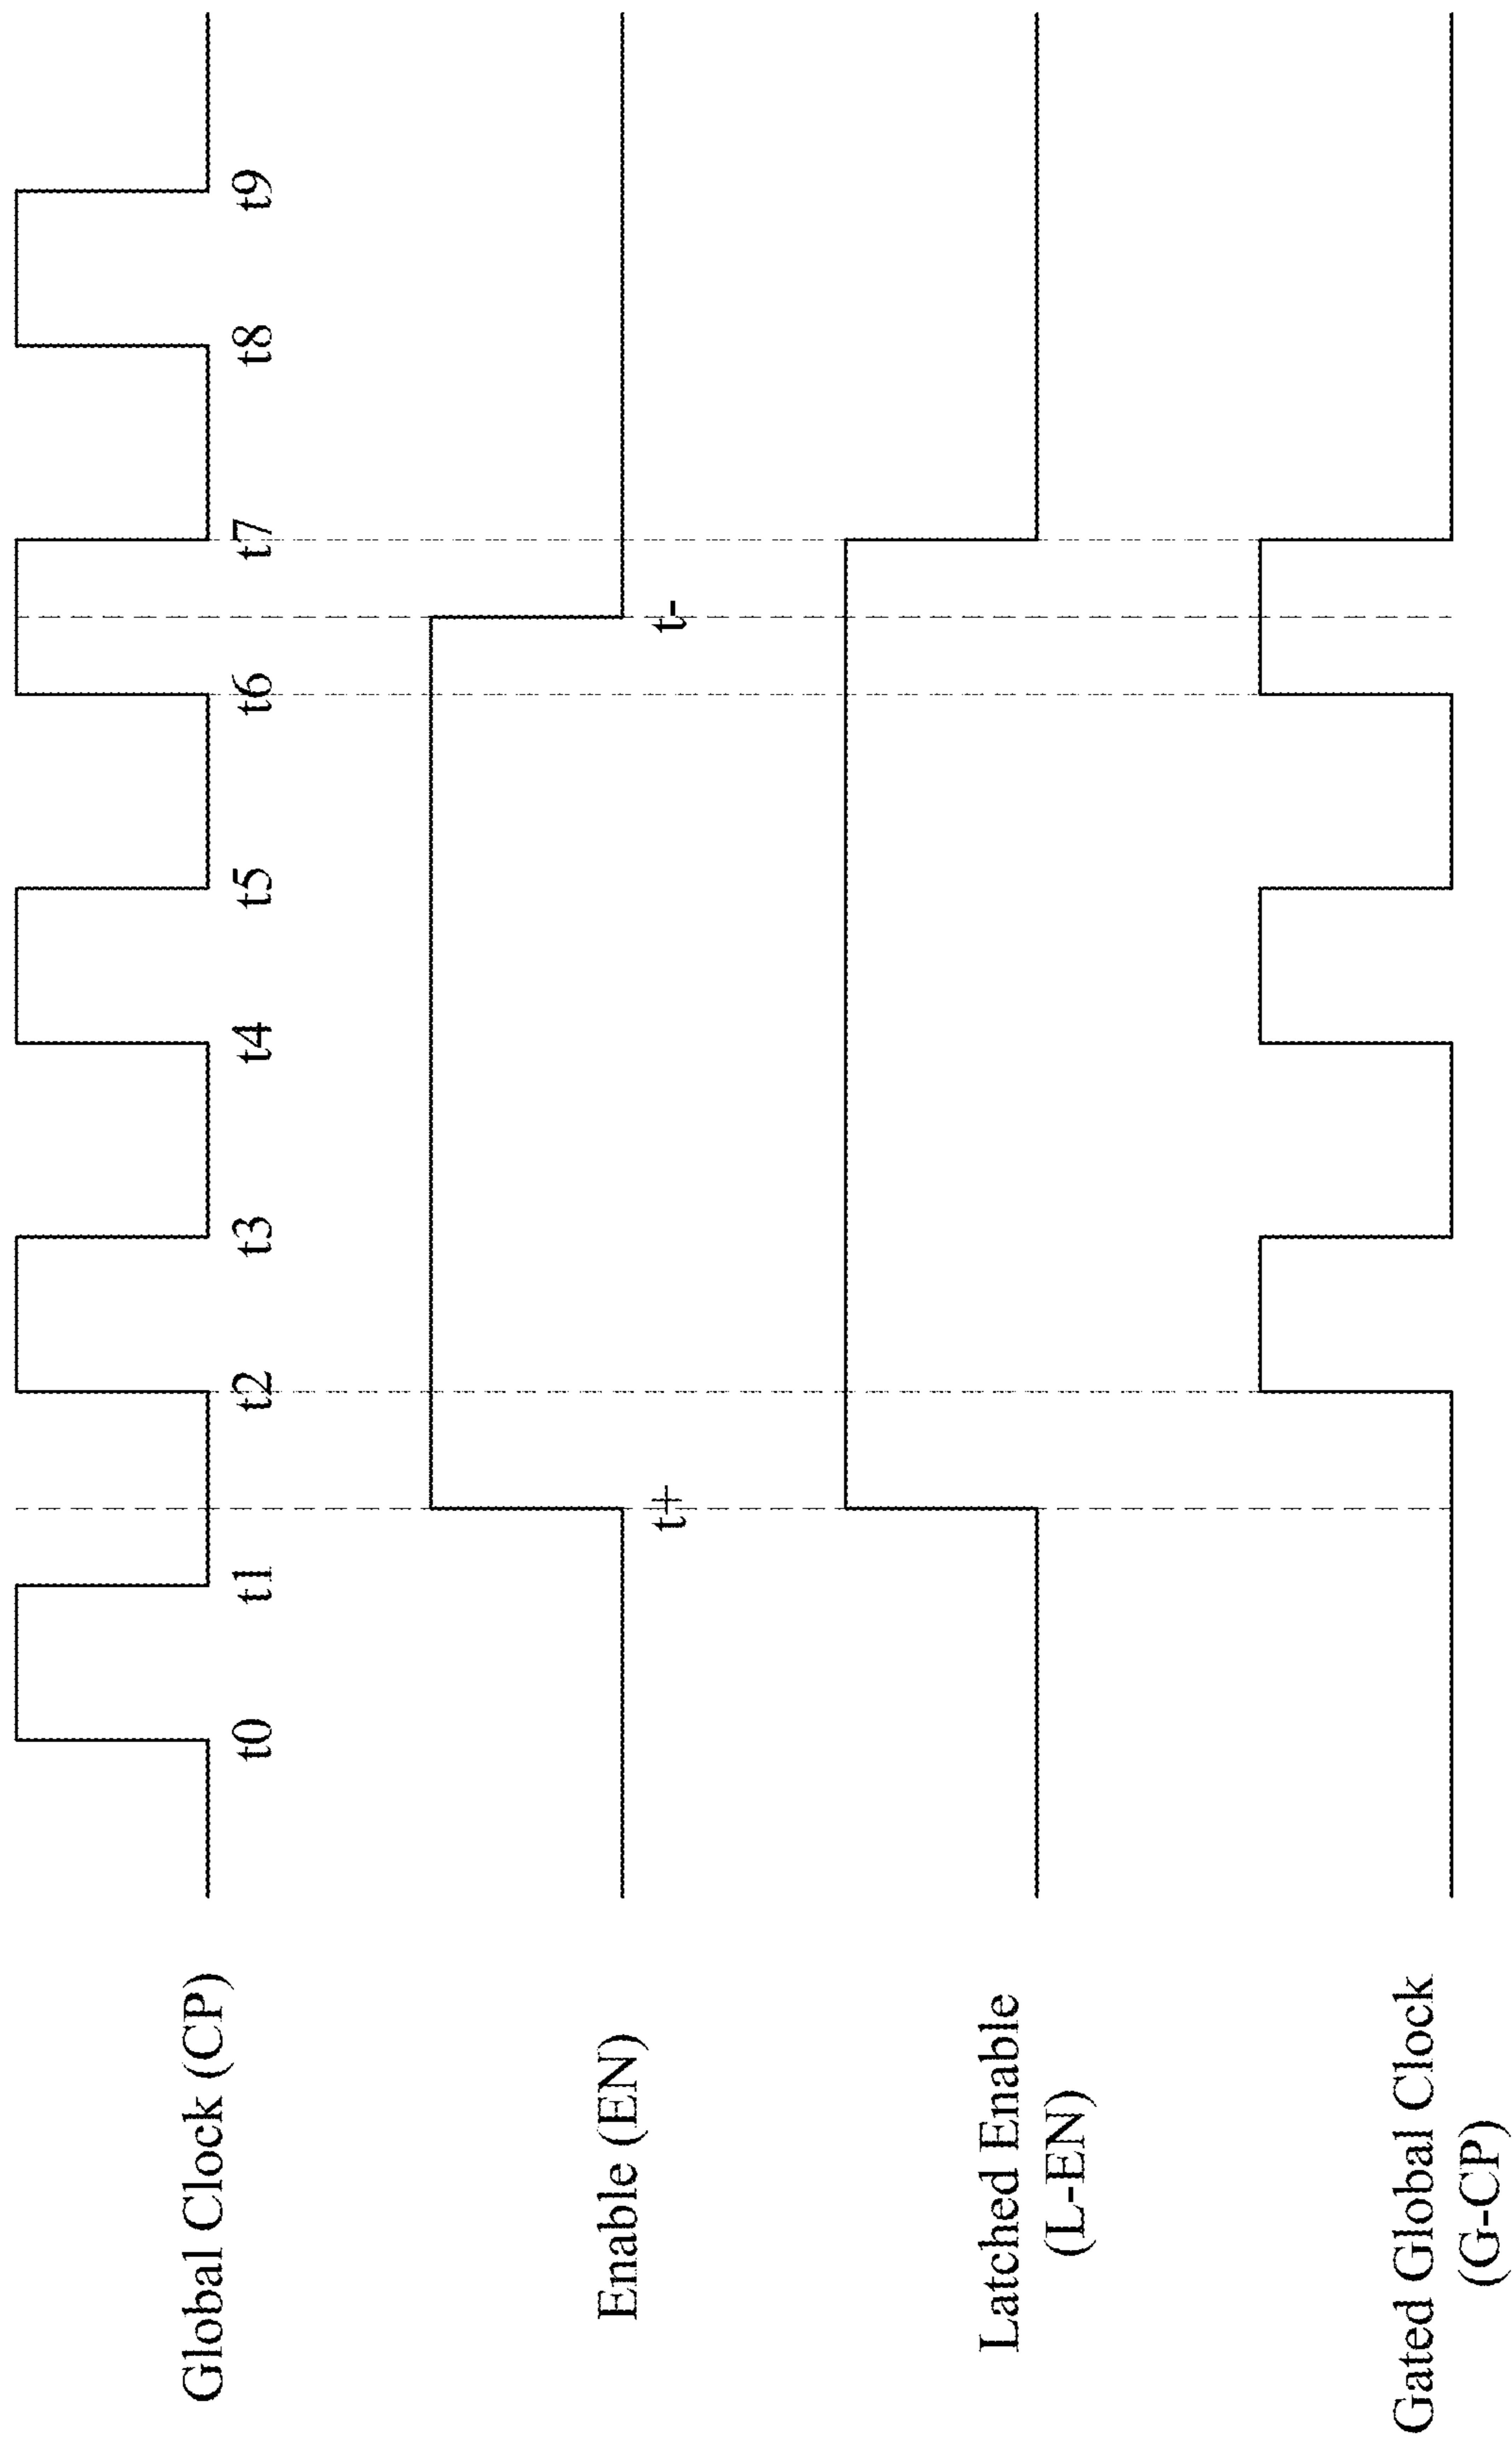 Global Clock (CP)
t0 t1 t2 t3 t4 t5 t6 t7 t8 t9
Enable (EN)
t+ t-
Latched Enable
(L-EN)
Gated Global Clock
(G-CP)